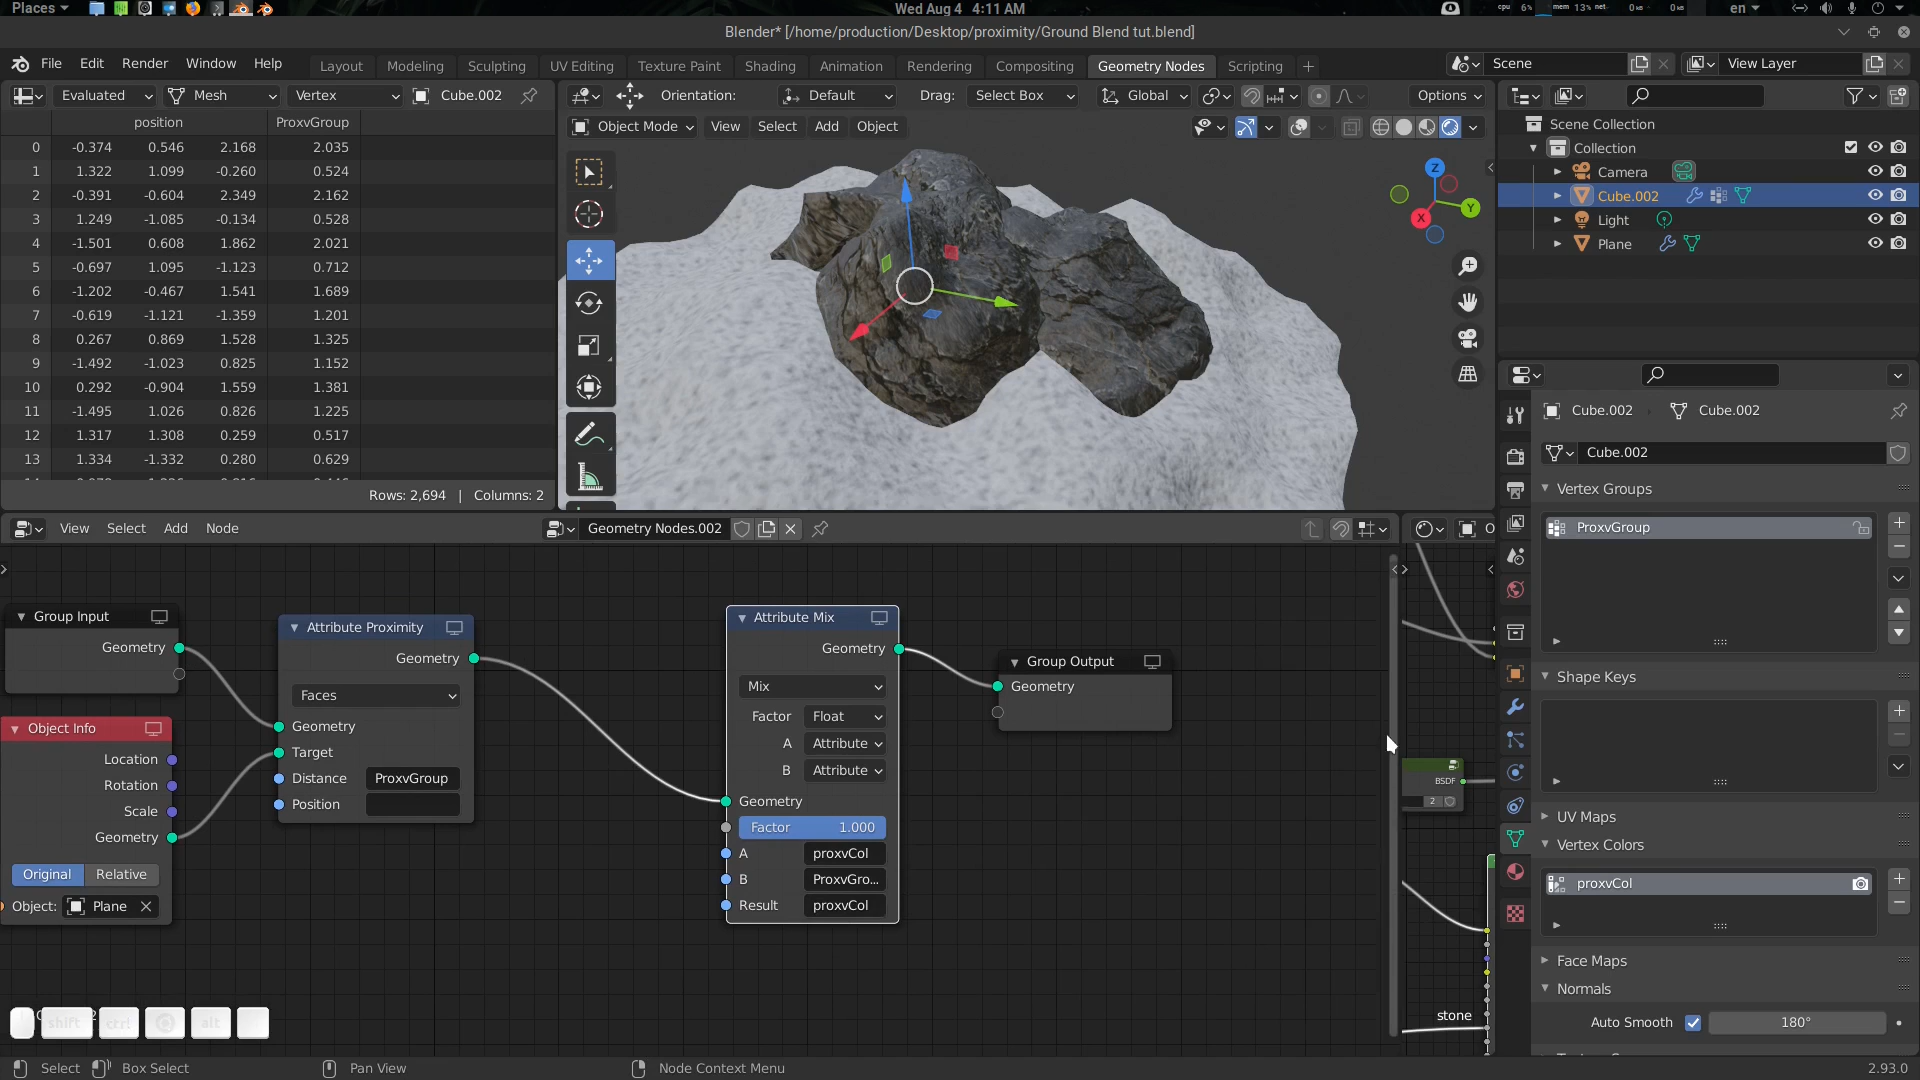 Places
Wed Aug 4 4:11 AM
cpu 6% mem 13% net 0 kB 0 kB
en
Blender* [/home/production/Desktop/proximity/Ground Blend tut.blend]
File Edit Render Window Help
Layout Modeling Sculpting UV Editing Texture Paint Shading Animation Rendering Compositing Geometry Nodes Scripting
Scene
View Layer
Evaluated Mesh Vertex Cube.002
Orientation: Default Drag: Select Box Global Options
Object Mode View Select Add Object
position ProxvGroup
0 -0.374 0.546 2.168 2.035
1 1.322 1.099 -0.260 0.524
2 -0.391 -0.604 2.349 2.162
3 1.249 -1.085 -0.134 0.528
4 -1.501 0.608 1.862 2.021
5 -0.697 1.095 -1.123 0.712
6 -1.202 -0.467 1.541 1.689
7 -0.619 -1.121 -1.359 1.201
8 0.267 0.869 1.528 1.325
9 -1.492 -1.023 0.825 1.152
10 0.292 -0.904 1.559 1.381
11 -1.495 1.026 0.826 1.225
12 1.317 1.308 0.259 0.517
13 1.334 -1.332 0.280 0.629
Rows: 2,694 | Columns: 2
Z
Y
X
Scene Collection
Collection
Camera
Cube.002
Light
Plane
Cube.002 Cube.002
Cube.002
Vertex Groups
ProxvGroup
Shape Keys
UV Maps
Vertex Colors
proxvCol
Face Maps
Normals
Auto Smooth 180°
View Select Add Node
Geometry Nodes.002
Group Input
Geometry
Object Info
Location
Rotation
Scale
Geometry
Original Relative
Object: Plane
Attribute Proximity
Geometry
Faces
Geometry
Target
Distance ProxvGroup
Position
Attribute Mix
Geometry
Mix
Factor Float
A Attribute
B Attribute
Geometry
Factor 1.000
A proxvCol
B ProxvGro...
Result proxvCol
Group Output
Geometry
BSDF
2
stone
shift ctrl alt
Select Box Select Pan View Node Context Menu
2.93.0